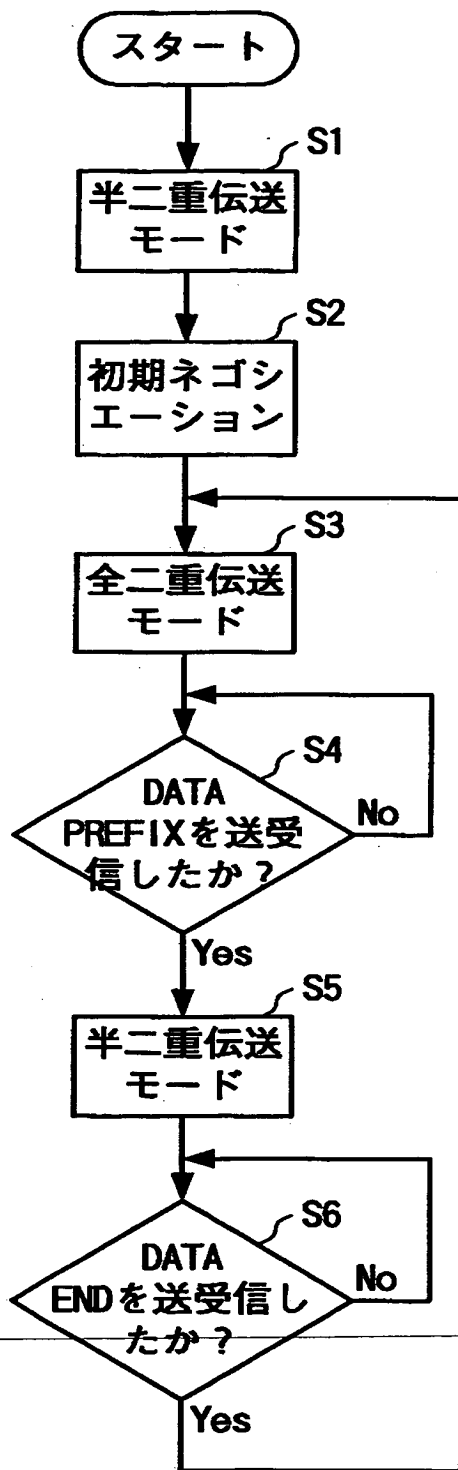 スタート
S1
半二重伝送
モード
S2
初期ネゴシ
エーション
S3
全二重伝送
モード
S4
DATA
PREFIXを送受
信したか？
No
Yes
S5
半二重伝送
モード
S6
DATA
ENDを送受信し
たか？
No
Yes